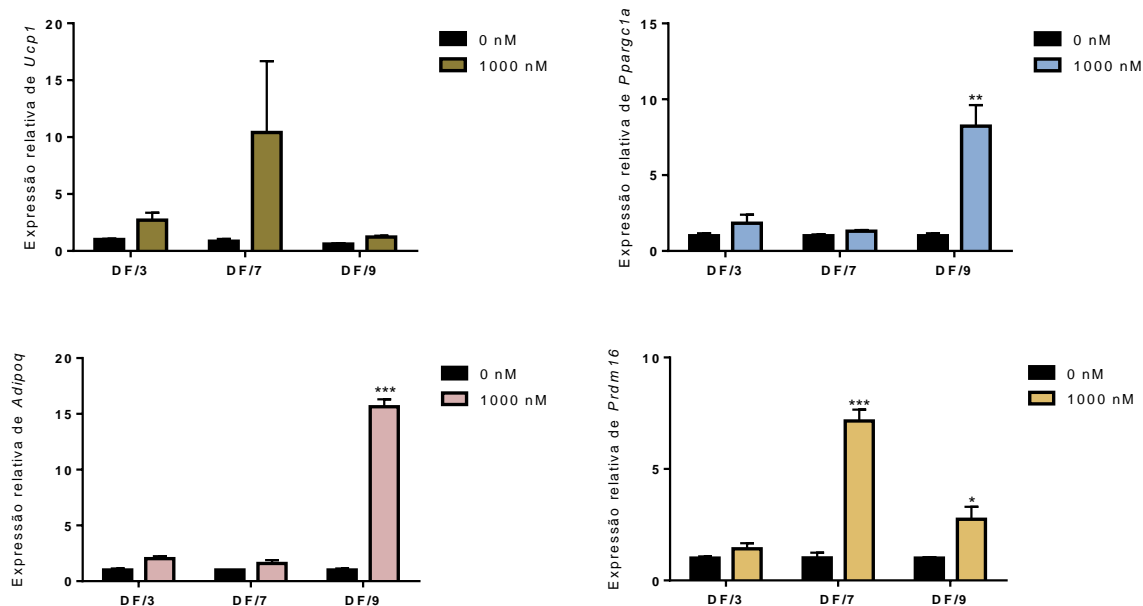 Expressão relativa de Ucp1
20
15
10
5
0
DF/3 DF/7 DF/9
0 nM
1000 nM
Expressão relativa de Ppargc1a
15
10
5
0
**
DF/3 DF/7 DF/9
0 nM
1000 nM
Expressão relativa de Adipoq
20
15
10
5
0
***
DF/3 DF/7 DF/9
0 nM
1000 nM
Expressão relativa de Prdm16
10
5
0
***
*
DF/3 DF/7 DF/9
0 nM
1000 nM